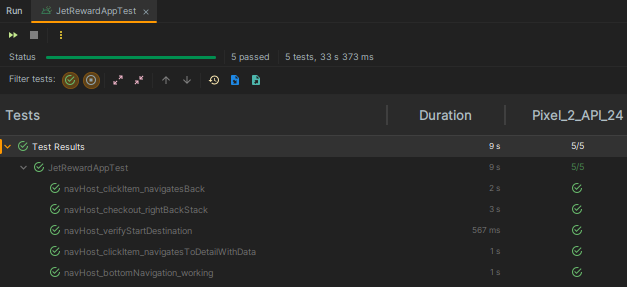 Run JetRewardAppTest
Status 5 passed 5 tests, 33 s 373 ms
Filter tests:
Tests Duration Pixel_2_API_24
Test Results 9 s 5/5
JetRewardAppTest 9 s 5/5
navHost_clickItem_navigatesBack 2 s
navHost_checkout_rightBackStack 3 s
navHost_verifyStartDestination 567 ms
navHost_clickItem_navigatesToDetailWithData 1 s
navHost_bottomNavigation_working 1 s